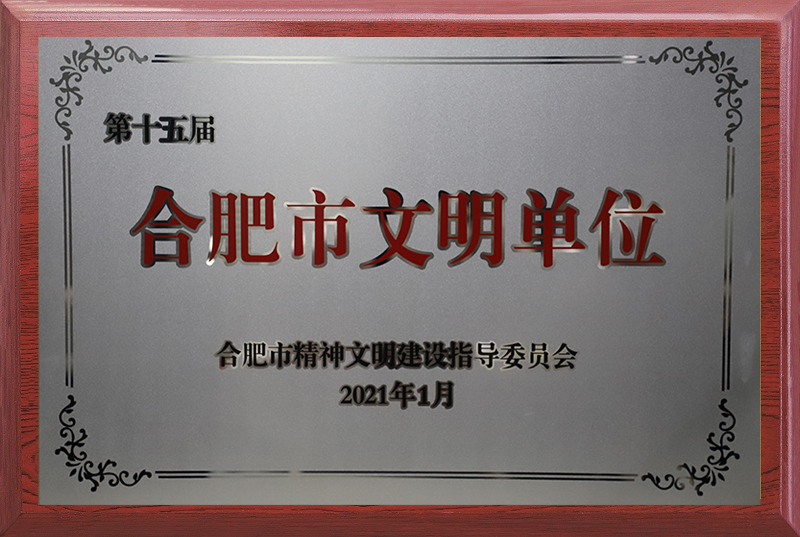 第十五届
合肥市文明单位
合肥市精神文明建设指导委员会
2021年1月